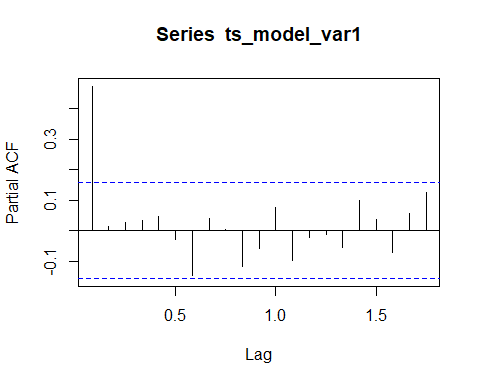 Series ts_model_var1
Partial ACF
0.3
0.1
-0.1
0.5
1.0
1.5
Lag